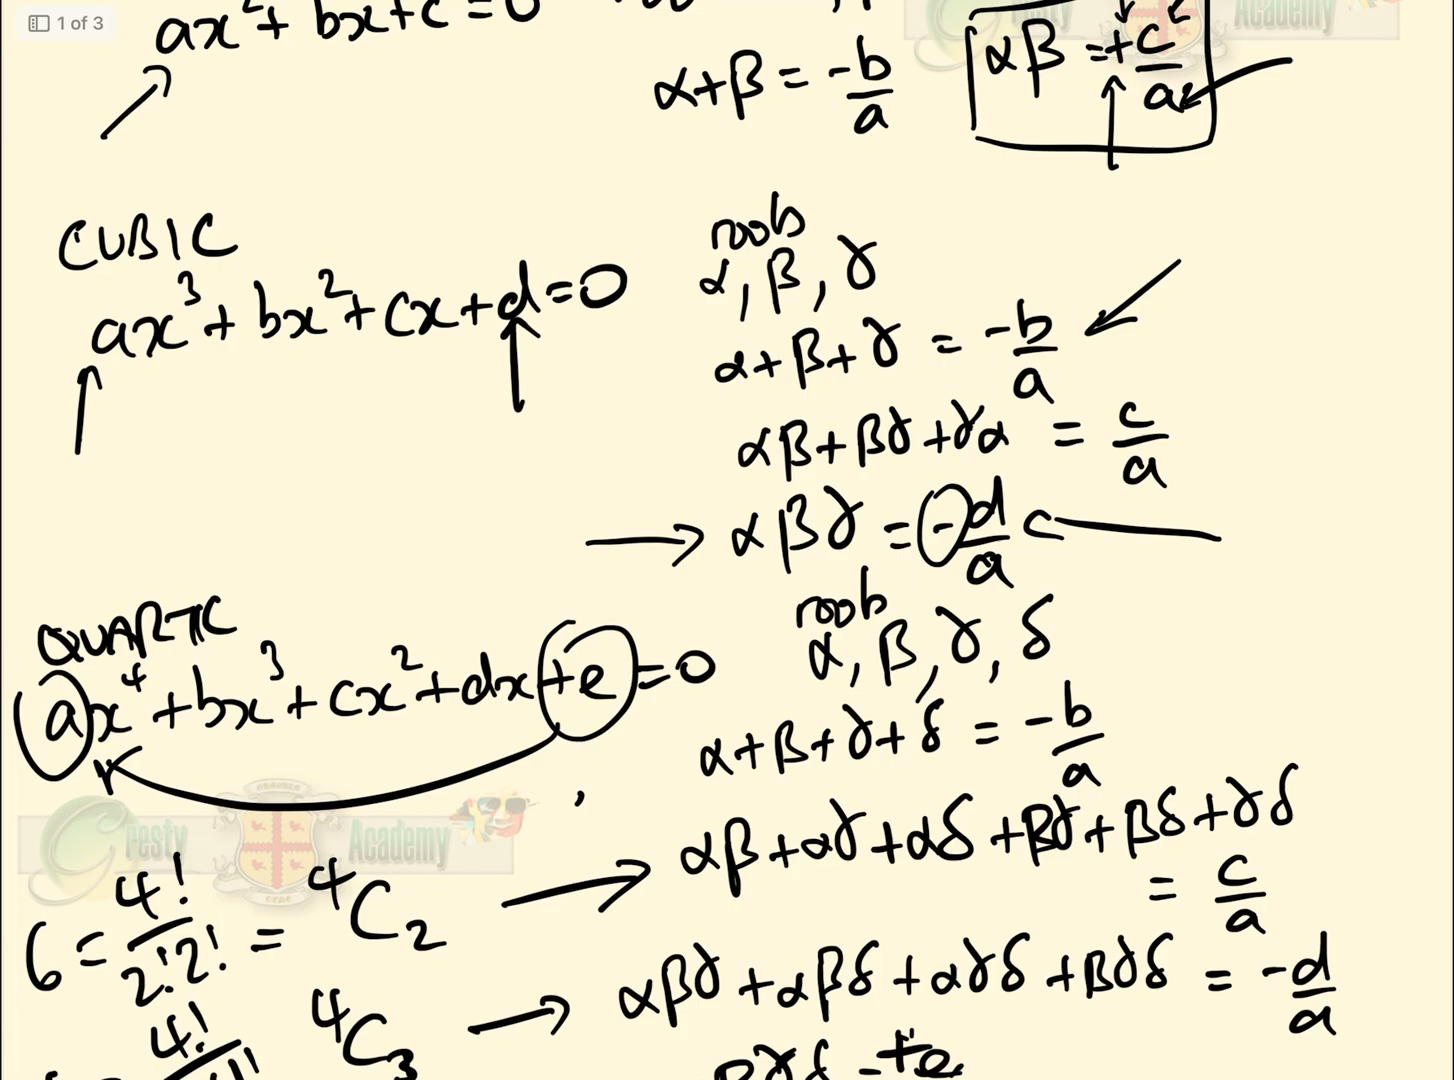 1 of 3
ax² + bx + c = 0
α+β = -b/a
αβ = +c/a
CUBIC
ax³ + bx² + cx + d = 0
roots
α, β, γ
α+β+γ = -b/a
αβ+βγ+γα = c/a
αβγ = -d/a
QUARTIC
ax⁴ + bx³ + cx² + dx + e = 0
roots
α, β, γ, δ
α+β+γ+δ = -b/a
Cresty Academy
αβ+αγ+αδ+βγ+βδ+γδ
= c/a
6 = 4!/2!2! = ⁴C₂
αβγ+αβδ+αγδ+βγδ = -d/a
4! ⁴C₃
βγδ = +e